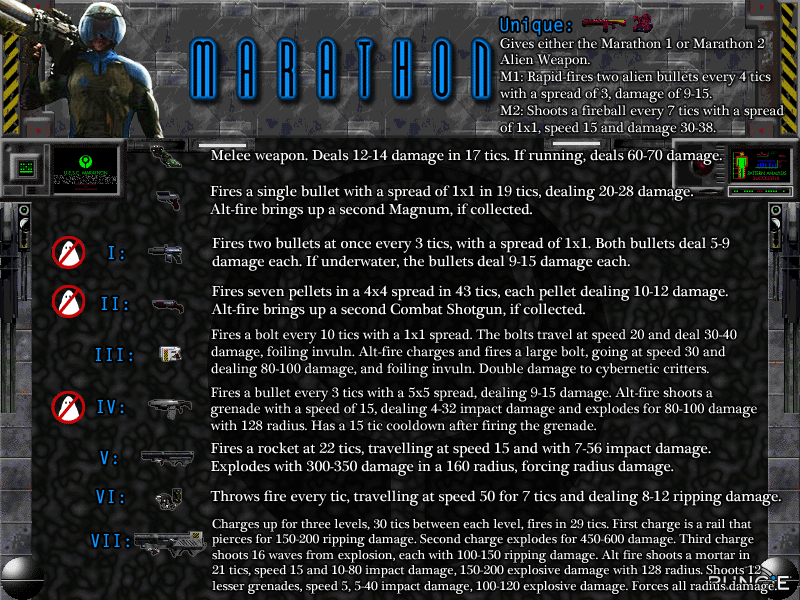 MARATHON
Unique:
Gives either the Marathon 1 or Marathon 2
Alien Weapon.
M1: Rapid-fires two alien bullets every 4 tics
with a spread of 3, damage of 9-15.
M2: Shoots a fireball every 7 tics with a spread
of 1x1, speed 15 and damage 30-38.
Melee weapon. Deals 12-14 damage in 17 tics. If running, deals 60-70 damage.
Fires a single bullet with a spread of 1x1 in 19 tics, dealing 20-28 damage.
Alt-fire brings up a second Magnum, if collected.
I:
Fires two bullets at once every 3 tics, with a spread of 1x1. Both bullets deal 5-9
damage each. If underwater, the bullets deal 9-15 damage each.
II:
Fires seven pellets in a 4x4 spread in 43 tics, each pellet dealing 10-12 damage.
Alt-fire brings up a second Combat Shotgun, if collected.
III:
Fires a bolt every 10 tics with a 1x1 spread. The bolts travel at speed 20 and deal 30-40
damage, foiling invuln. Alt-fire charges and fires a large bolt, going at speed 30 and
dealing 80-100 damage, and foiling invuln. Double damage to cybernetic critters.
IV:
Fires a bullet every 3 tics with a 5x5 spread, dealing 9-15 damage. Alt-fire shoots a
grenade with a speed of 15, dealing 4-32 impact damage and explodes for 80-100 damage
with 128 radius. Has a 15 tic cooldown after firing the grenade.
V:
Fires a rocket at 22 tics, travelling at speed 15 and with 7-56 impact damage.
Explodes with 300-350 damage in a 160 radius, forcing radius damage.
VI:
Throws fire every tic, travelling at speed 50 for 7 tics and dealing 8-12 ripping damage.
VII:
Charges up for three levels, 30 tics between each level, fires in 29 tics. First charge is a rail that
pierces for 150-200 ripping damage. Second charge explodes for 450-600 damage. Third charge
shoots 16 waves from explosion, each with 100-150 ripping damage. Alt fire shoots a mortar in
21 tics, speed 15 and 10-80 impact damage, 150-200 explosive damage with 128 radius. Shoots 12
lesser grenades, speed 5, 5-40 impact damage, 100-120 explosive damage. Forces all radius damage.
BUNGIE